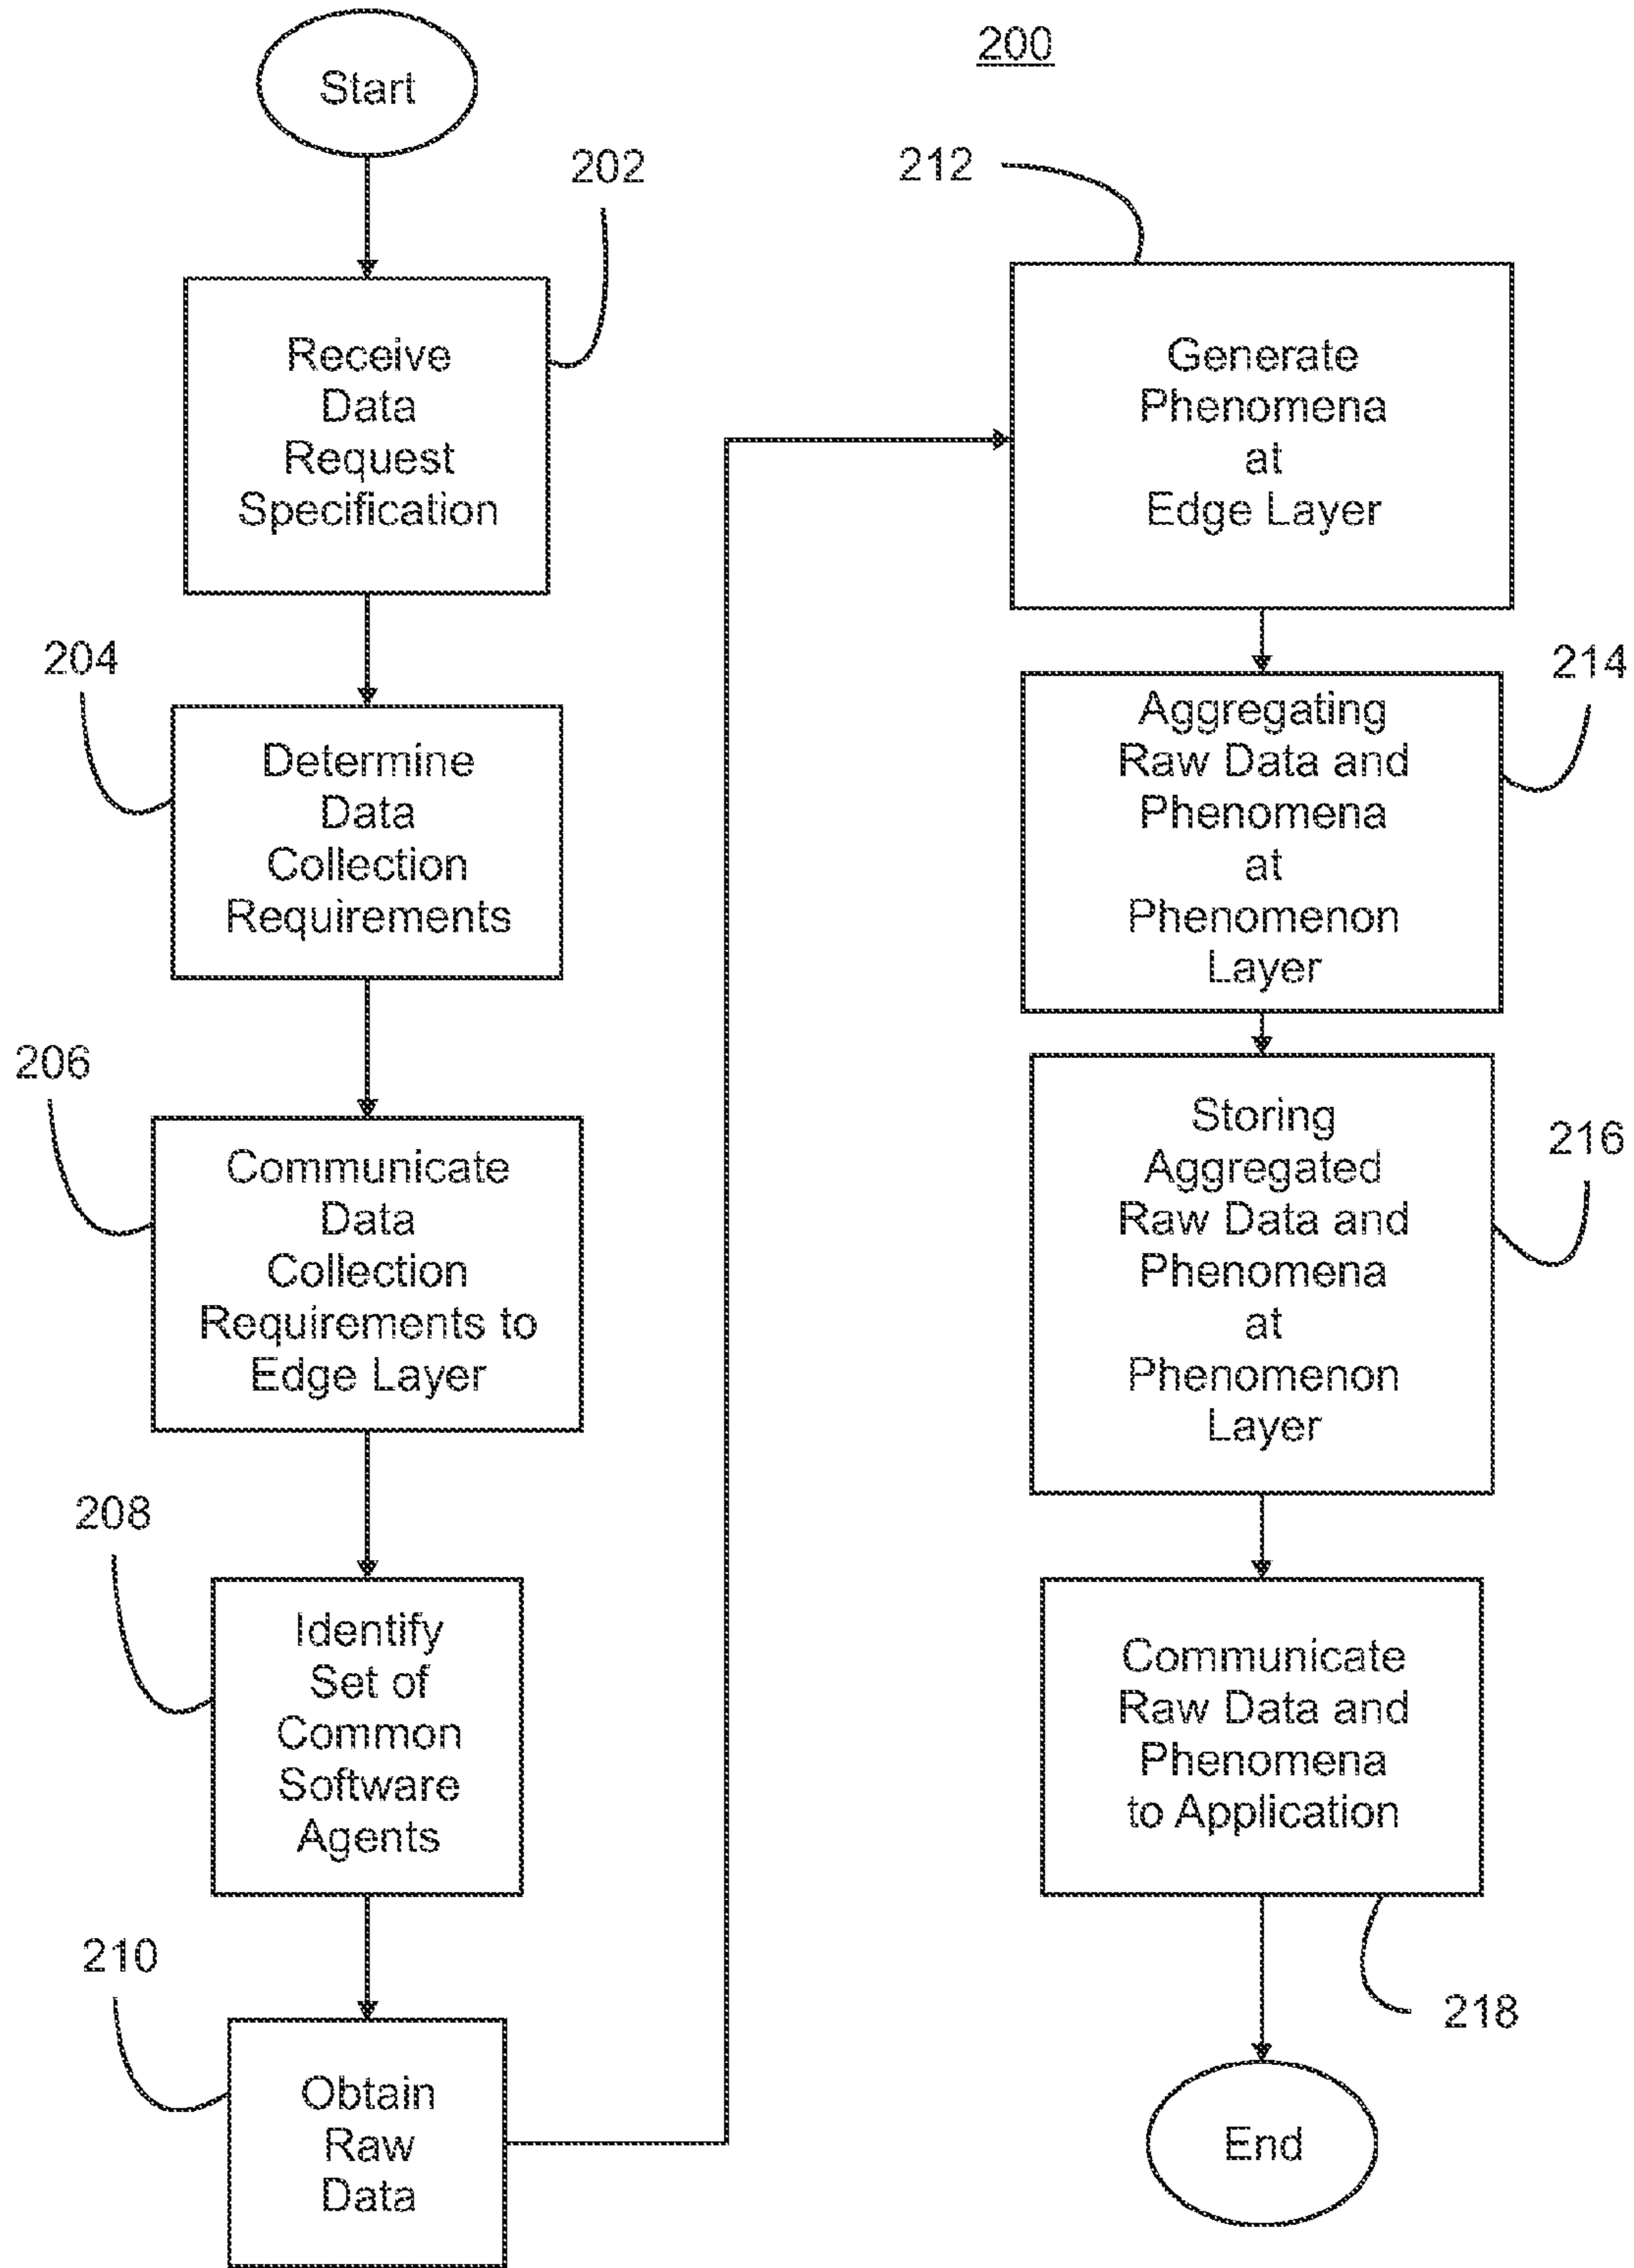 200
Start
202
Receive
Data
Request
Specification
204
Determine
Data
Collection
Requirements
206
Communicate
Data
Collection
Requirements to
Edge Layer
208
Identify
Set of
Common
Software
Agents
210
Obtain
Raw
Data
212
Generate
Phenomena
at
Edge Layer
214
Aggregating
Raw Data and
Phenomena
at
Phenomenon
Layer
216
Storing
Aggregated
Raw Data and
Phenomena
at
Phenomenon
Layer
Communicate
Raw Data and
Phenomena
to Application
218
End